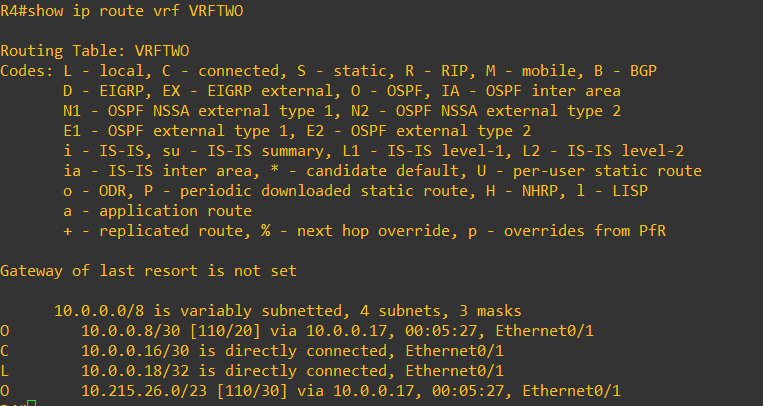 R4#show ip route vrf VRFTWO
Routing Table: VRFTWO
Codes: L - local, C - connected, S - static, R - RIP, M - mobile, B - BGP
D - EIGRP, EX - EIGRP external, O - OSPF, IA - OSPF inter area
N1 - OSPF NSSA external type 1, N2 - OSPF NSSA external type 2
E1 - OSPF external type 1, E2 - OSPF external type 2
i - IS-IS, su - IS-IS summary, L1 - IS-IS level-1, L2 - IS-IS level-2
ia - IS-IS inter area, * - candidate default, U - per-user static route
o - ODR, P - periodic downloaded static route, H - NHRP, l - LISP
a - application route
+ - replicated route, % - next hop override, p - overrides from PfR
Gateway of last resort is not set
10.0.0.0/8 is variably subnetted, 4 subnets, 3 masks
O 10.0.0.8/30 [110/20] via 10.0.0.17, 00:05:27, Ethernet0/1
C 10.0.0.16/30 is directly connected, Ethernet0/1
L 10.0.0.18/32 is directly connected, Ethernet0/1
O 10.215.26.0/23 [110/30] via 10.0.0.17, 00:05:27, Ethernet0/1